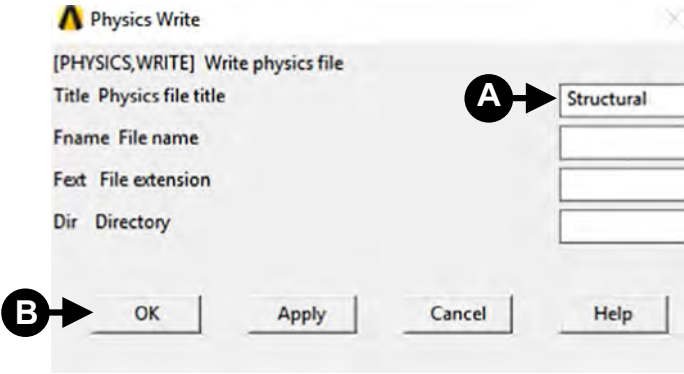 Physics Write
[PHYSICS,WRITE] Write physics file
Title Physics file title
A
Structural
Fname File name
Fext File extension
Dir Directory
B
OK Apply Cancel Help